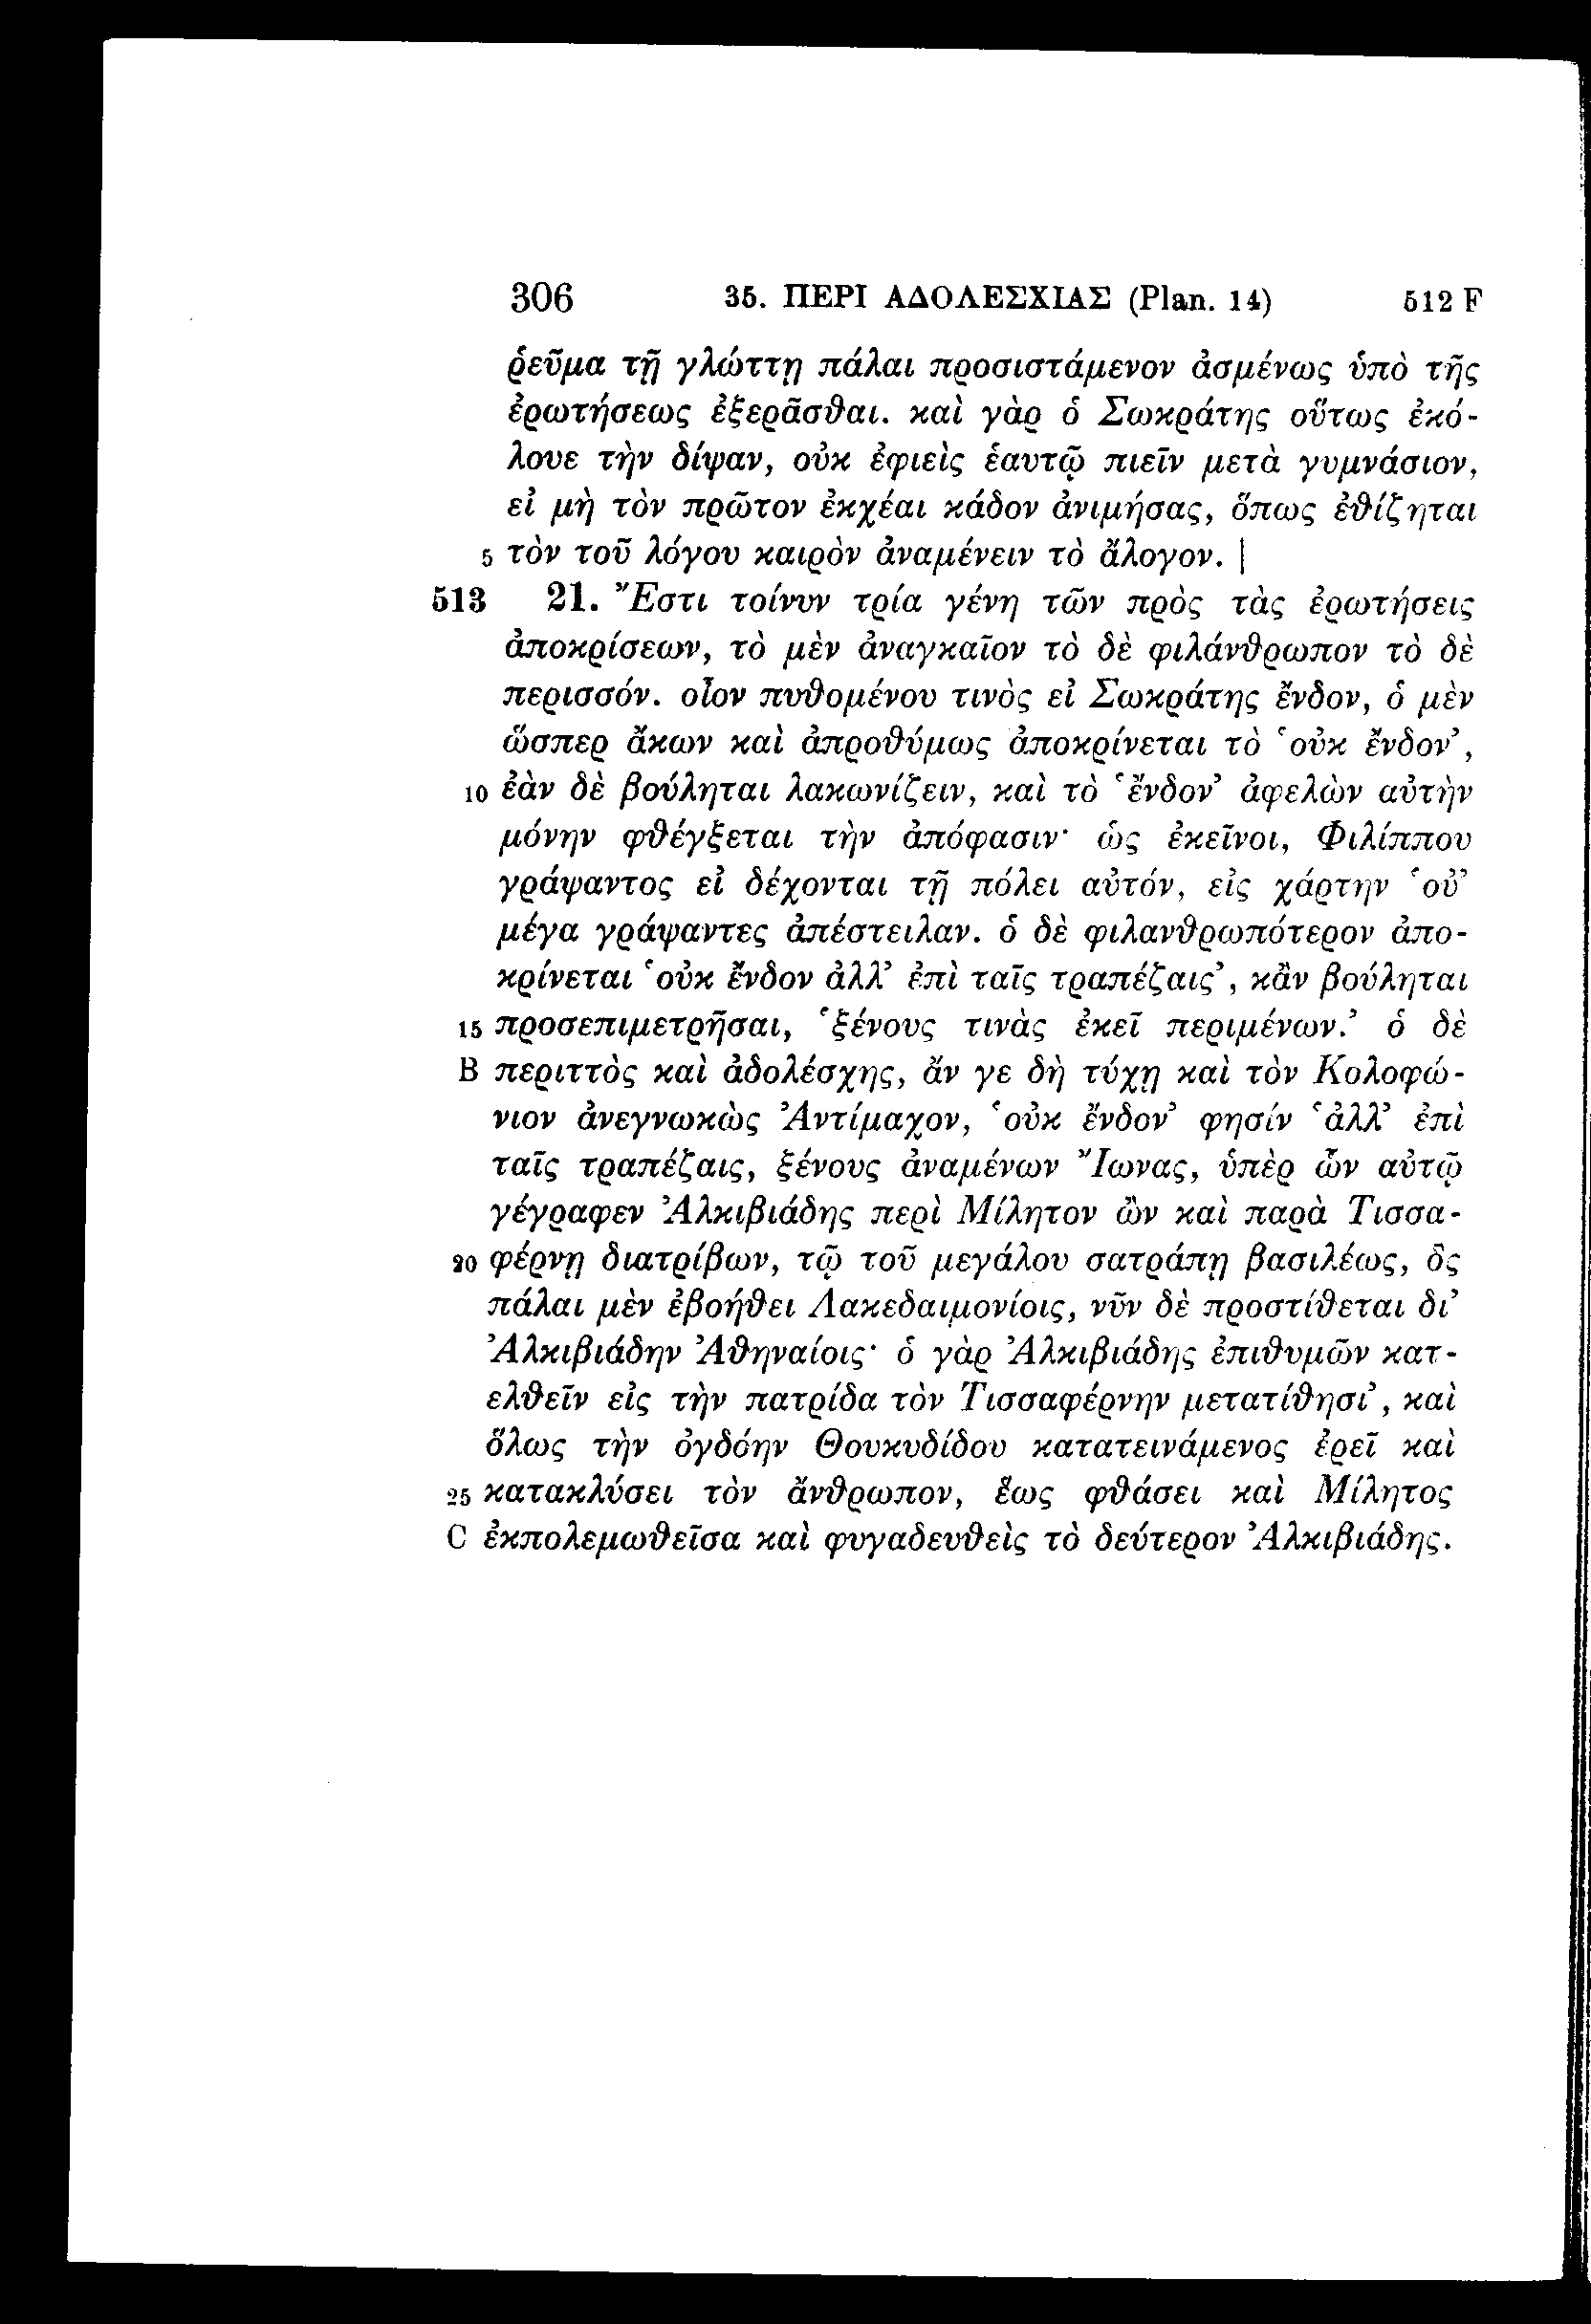 306 35. ΠΕΡΙ ΑΔΟΛΕΣΧΙΑΣ (Plan. 14) 512 F
ῥεῦμα τῇ γλώττῃ πάλαι προσιστάμενον ἀσμένως ὑπὸ τῆς
ἐρωτήσεως ἐξερᾶσθαι. καὶ γὰρ ὁ Σωκράτης οὕτως ἐκό-
λουε τὴν δίψαν, οὐκ ἐφιεὶς ἑαυτῷ πιεῖν μετὰ γυμνάσιον,
εἰ μὴ τὸν πρῶτον ἐκχέαι κάδον ἀνιμήσας, ὅπως ἐθίζηται
5 τὸν τοῦ λόγου καιρὸν ἀναμένειν τὸ ἄλογον. |
513 21. Ἔστι τοίνυν τρία γένη τῶν πρὸς τὰς ἐρωτήσεις
ἀποκρίσεων, τὸ μὲν ἀναγκαῖον τὸ δὲ φιλάνθρωπον τὸ δὲ
περισσόν. οἷον πυθομένου τινὸς εἰ Σωκράτης ἔνδον, ὁ μὲν
ὥσπερ ἄκων καὶ ἀπροθύμως ἀποκρίνεται τὸ ‘οὐκ ἔνδον’,
10 ἐὰν δὲ βούληται λακωνίζειν, καὶ τὸ ‘ἔνδον’ ἀφελὼν αὐτὴν
μόνην φθέγξεται τὴν ἀπόφασιν· ὡς ἐκεῖνοι, Φιλίππου
γράψαντος εἰ δέχονται τῇ πόλει αὐτόν, εἰς χάρτην ‘οὐ’
μέγα γράψαντες ἀπέστειλαν. ὁ δὲ φιλανθρωπότερον ἀπο-
κρίνεται ‘οὐκ ἔνδον ἀλλ’ ἐπὶ ταῖς τραπέζαις’, κἂν βούληται
15 προσεπιμετρῆσαι, ‘ξένους τινὰς ἐκεῖ περιμένων.’ ὁ δὲ
B περιττὸς καὶ ἀδολέσχης, ἄν γε δὴ τύχῃ καὶ τὸν Κολοφώ-
νιον ἀνεγνωκὼς Ἀντίμαχον, ‘οὐκ ἔνδον’ φησίν ‘ἀλλ’ ἐπὶ
ταῖς τραπέζαις, ξένους ἀναμένων Ἴωνας, ὑπὲρ ὧν αὐτῷ
γέγραφεν Ἀλκιβιάδης περὶ Μίλητον ὢν καὶ παρὰ Τισσα-
20 φέρνῃ διατρίβων, τῷ τοῦ μεγάλου σατράπῃ βασιλέως, ὃς
πάλαι μὲν ἐβοήθει Λακεδαιμονίοις, νῦν δὲ προστίθεται δι’
Ἀλκιβιάδην Ἀθηναίοις· ὁ γὰρ Ἀλκιβιάδης ἐπιθυμῶν κατ-
ελθεῖν εἰς τὴν πατρίδα τὸν Τισσαφέρνην μετατίθησι’, καὶ
ὅλως τὴν ὀγδόην Θουκυδίδου κατατεινάμενος ἐρεῖ καὶ
25 κατακλύσει τὸν ἄνθρωπον, ἕως φθάσει καὶ Μίλητος
C ἐκπολεμωθεῖσα καὶ φυγαδευθεὶς τὸ δεύτερον Ἀλκιβιάδης.